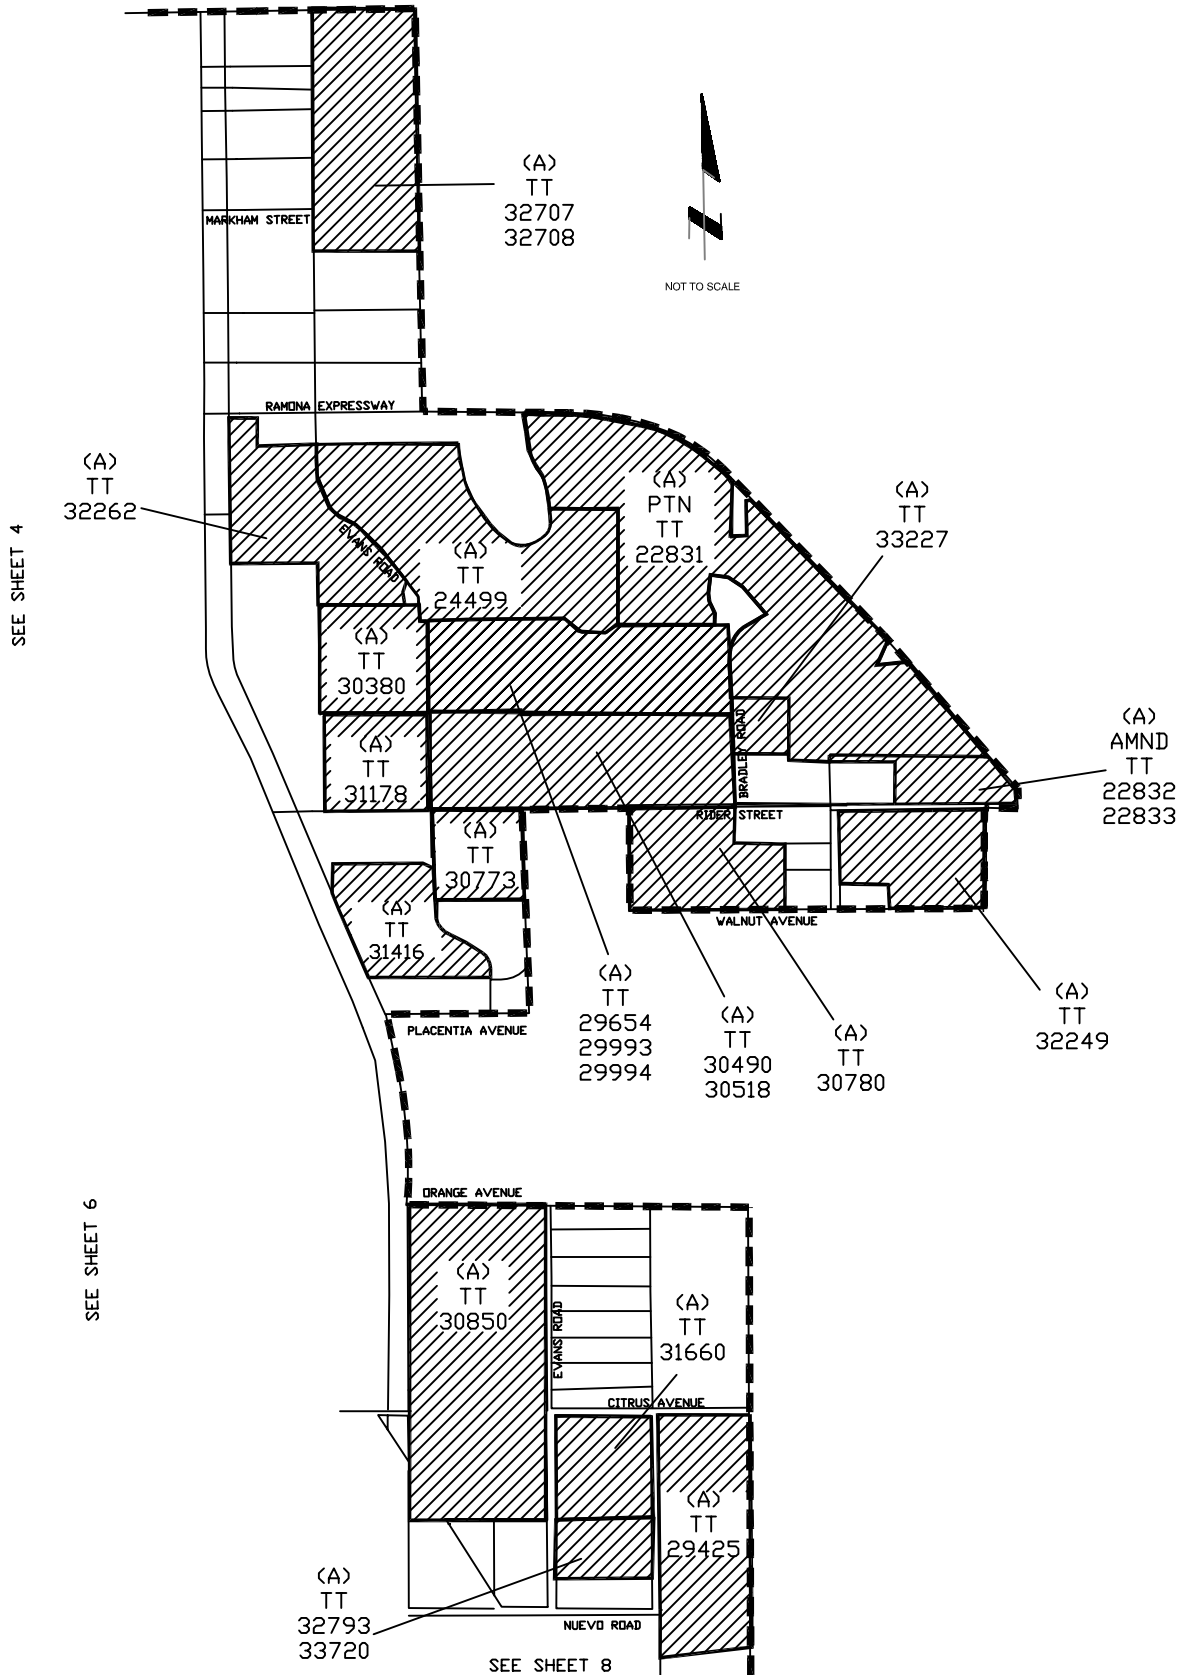 (A)
TT
32707
32708
MARKHAM STREET
NOT TO SCALE
RAMONA EXPRESSWAY
(A)
TT
32262
SEE SHEET 4
EVANS ROAD
(A)
TT
24499
(A)
PTN
TT
22831
(A)
TT
33227
(A)
TT
30380
(A)
TT
31178
BRADLEY ROAD
(A)
AMND
TT
22832
22833
RIDER STREET
(A)
TT
30773
(A)
TT
31416
WALNUT AVENUE
PLACENTIA AVENUE
(A)
TT
29654
29993
29994
(A)
TT
30490
30518
(A)
TT
30780
(A)
TT
32249
SEE SHEET 6
ORANGE AVENUE
(A)
TT
30850
EVANS ROAD
(A)
TT
31660
CITRUS AVENUE
(A)
TT
29425
(A)
TT
32793
33720
NUEVO ROAD
SEE SHEET 8